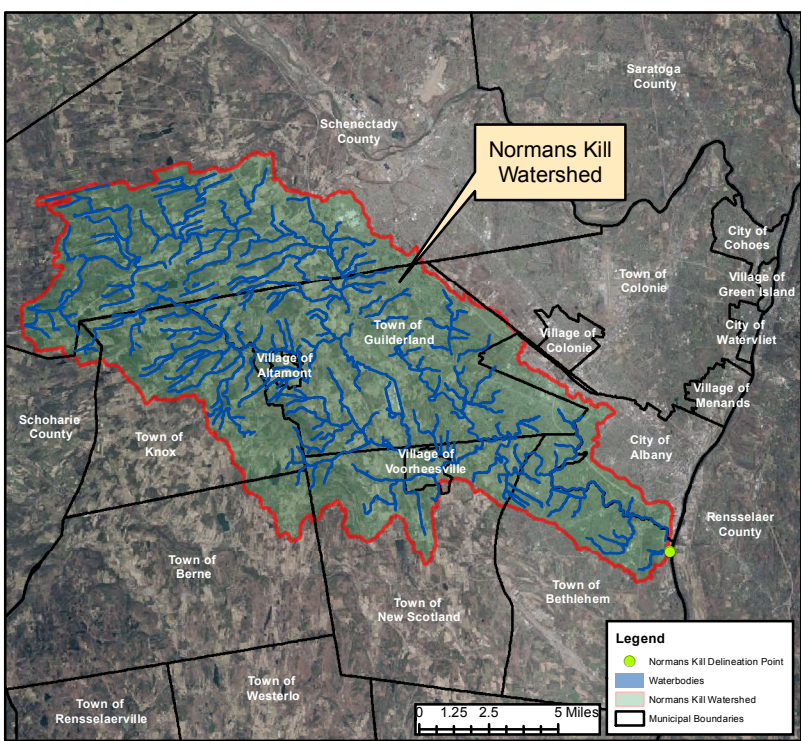 Saratoga
County
Schenectady
County
Normans Kill
Watershed
City of
Cohoes
Town of
Colonie
Village of
Green Island
Town of
Guilderland
Village of
Colonie
City of
Watervliet
Village of
Altamont
Village of
Menands
Schoharie
County
Town of
Knox
City of
Albany
Village of
Voorheesville
Rensselaer
County
Town of
Berne
Town of
Bethlehem
Town of
New Scotland
Town of
Westerlo
Town of
Rensselaerville
Legend
Normans Kill Delineation Point
Waterbodies
Normans Kill Watershed
Municipal Boundaries
0 1.25 2.5 5 Miles